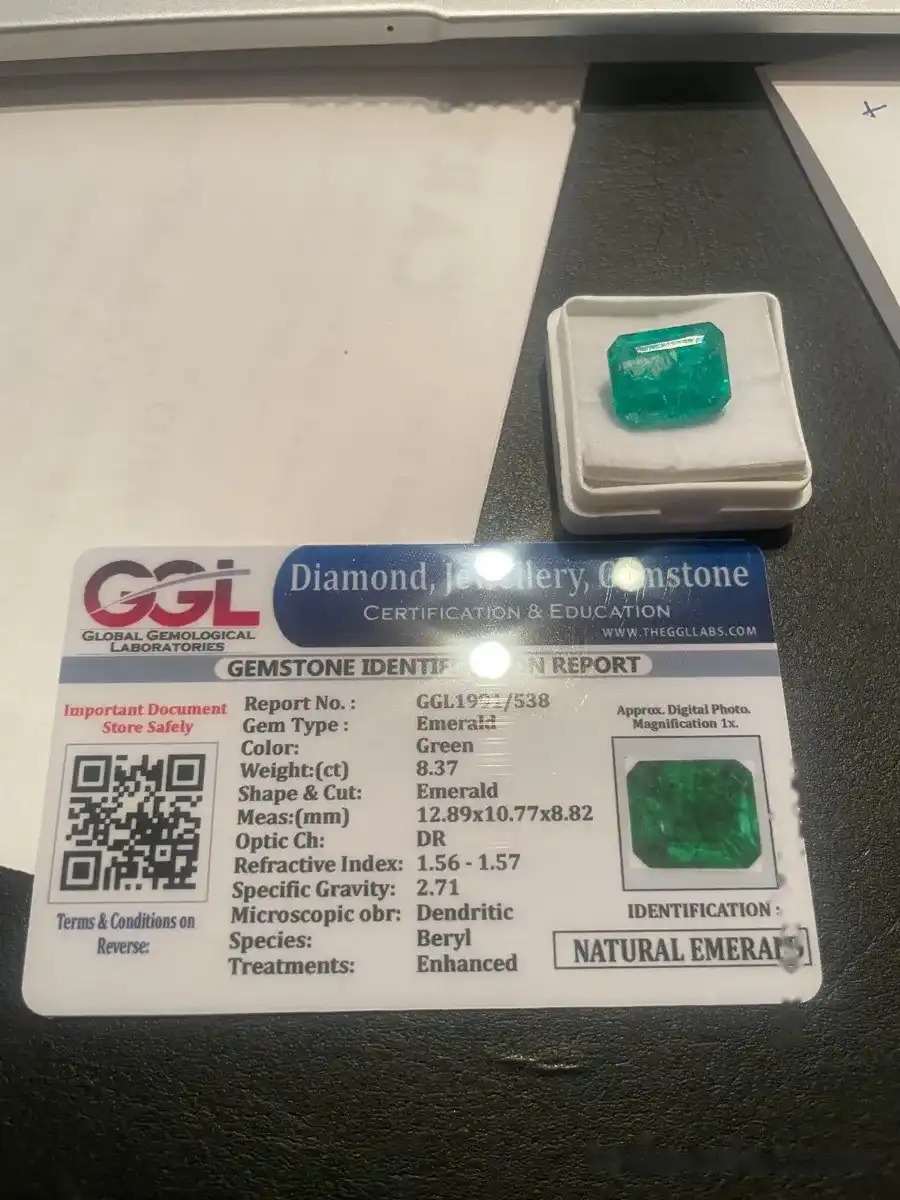 GGL
GLOBAL GEMOLOGICAL
LABORATORIES
Diamond, Gemstone
CERTIFICATION & EDUCATION
WWW.THEGGLLABS.COM
GEMSTONE REPORT
Important Document
Store Safely
Report No. :
Gem Type : Emerald
Color: Green
Weight:(ct) 8.37
Shape & Cut: Emerald
Meas:(mm) 12.89x10.77x8.82
Optic Ch: DR
Refractive Index: 1.56 - 1.57
Specific Gravity: 2.71
Microscopic obr: Dendritic
Species: Beryl
Treatments: Enhanced
Terms & Conditions on
Reverse:
Approx. Digital Photo.
Magnification 1x.
IDENTIFICATION :
NATURAL